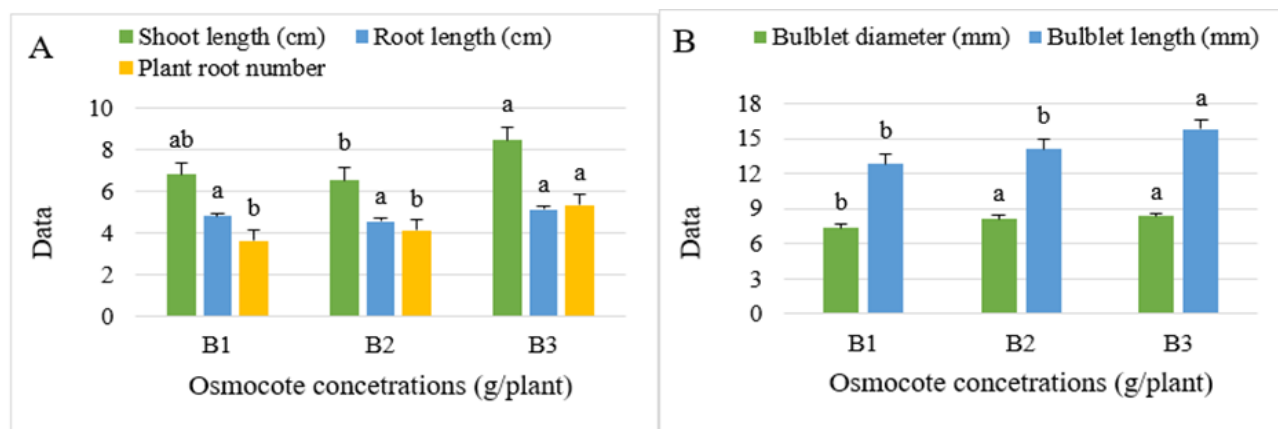 A
Shoot length (cm) Root length (cm)
Plant root number
10
8
6
4
2
0
Data
ab
a
b
b
a
b
a
a
a
B1 B2 B3
Osmocote concetrations (g/plant)
B
Bulblet diameter (mm) Bulblet length (mm)
18
15
12
9
6
3
0
Data
b
b
a
b
a
a
B1 B2 B3
Osmocote concetrations (g/plant)